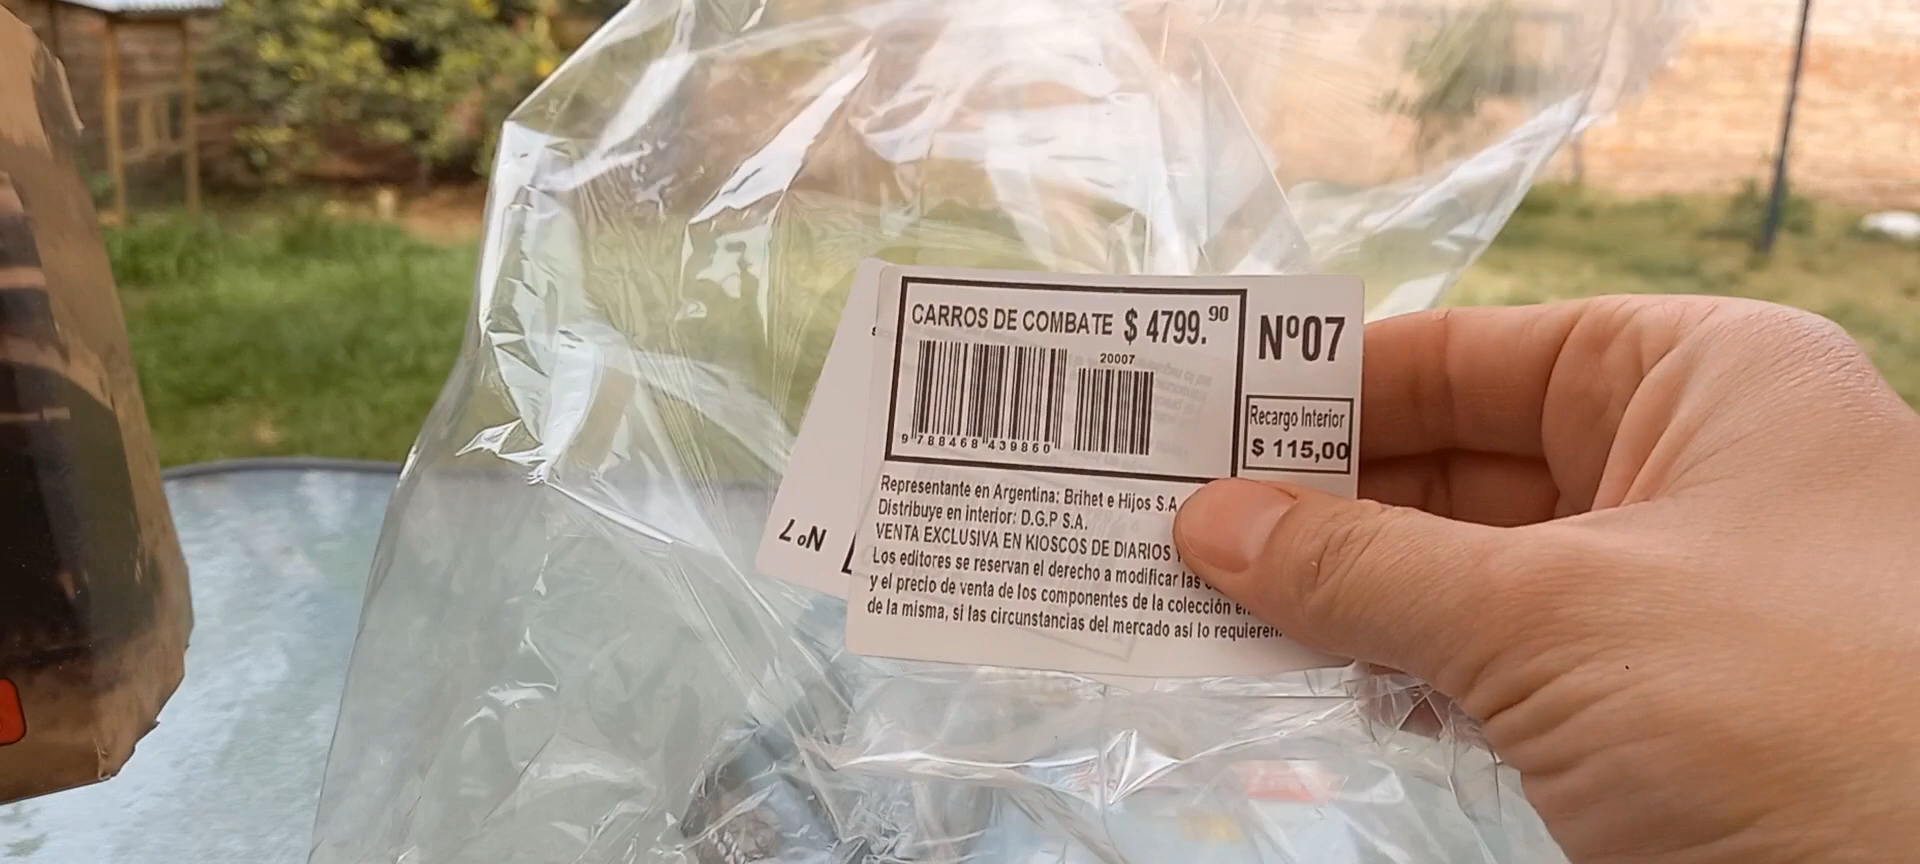 CARROS DE COMBATE $ 4799.90
20007
9 788468 439860
Nº07
Recargo Interior
$ 115,00
Representante en Argentina: Brihet e Hijos S.A
Distribuye en interior: D.G.P S.A.
VENTA EXCLUSIVA EN KIOSCOS DE DIARIOS
Los editores se reservan el derecho a modificar las
y el precio de venta de los componentes de la colección
de la misma, si las circunstancias del mercado así lo requieren.
Nº 7